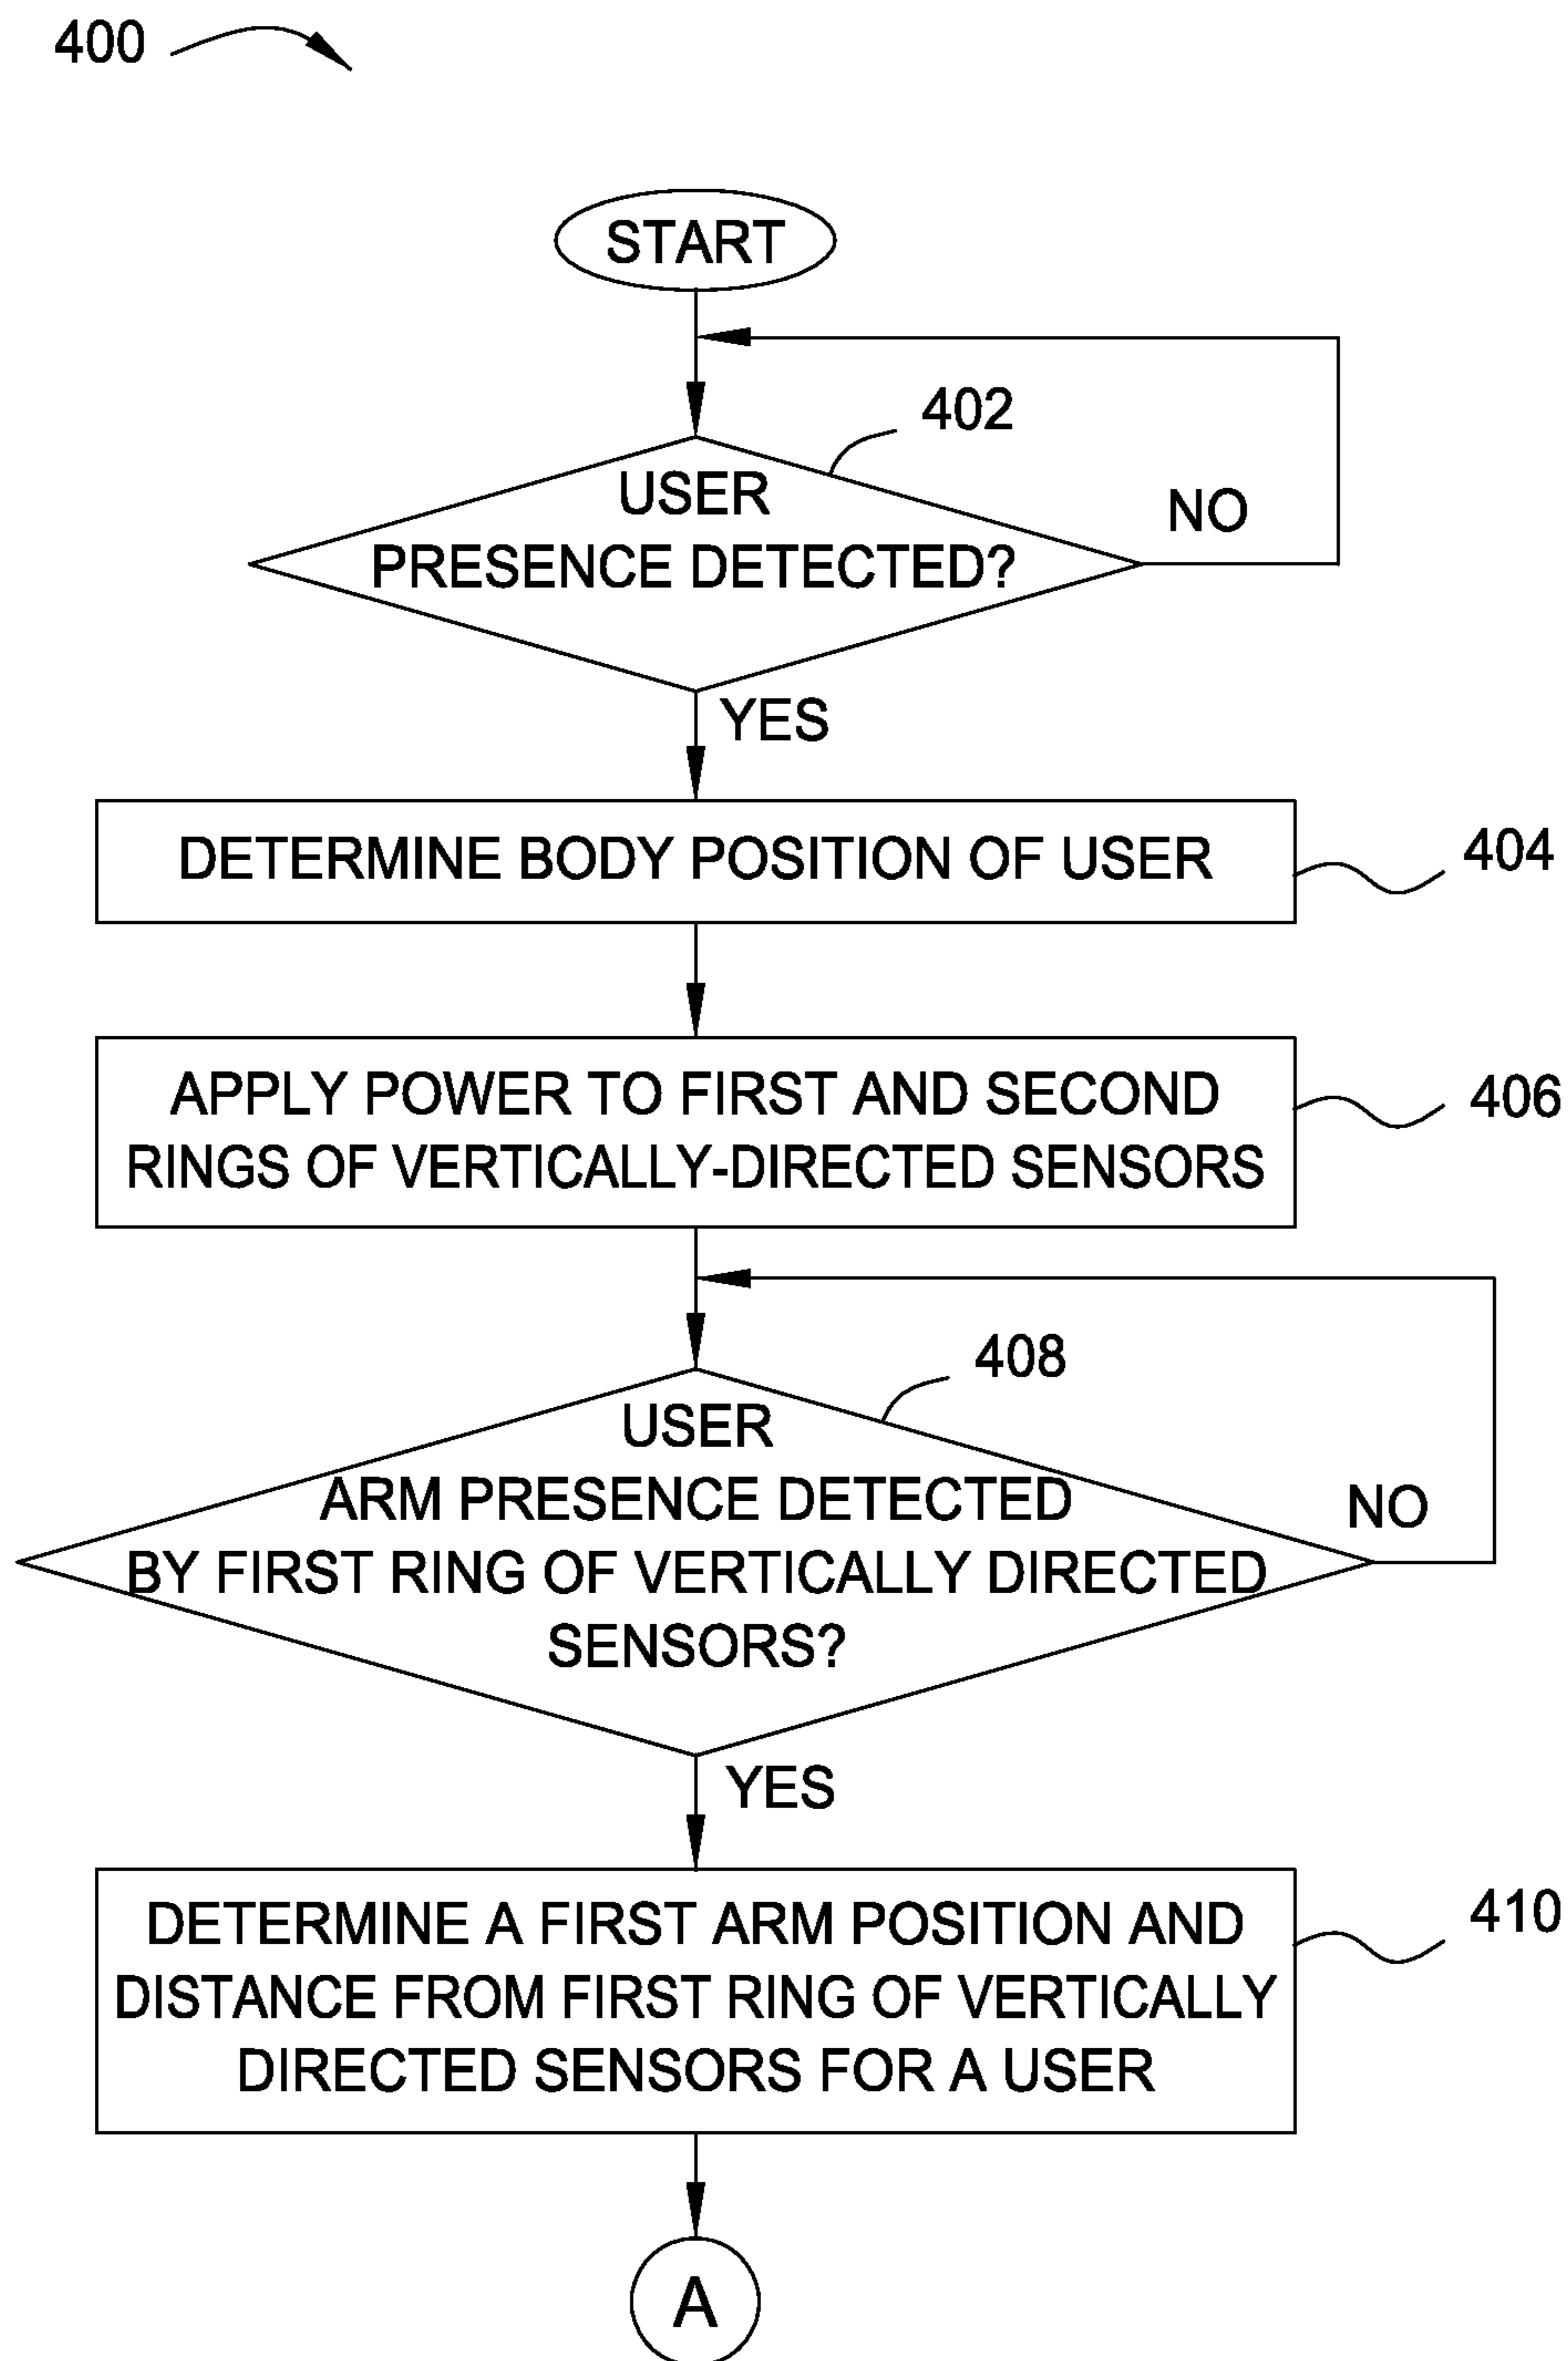 400
START
402
USER
PRESENCE DETECTED?
NO
YES
DETERMINE BODY POSITION OF USER
404
APPLY POWER TO FIRST AND SECOND
RINGS OF VERTICALLY-DIRECTED SENSORS
406
408
USER
ARM PRESENCE DETECTED
BY FIRST RING OF VERTICALLY DIRECTED
SENSORS?
NO
YES
DETERMINE A FIRST ARM POSITION AND
DISTANCE FROM FIRST RING OF VERTICALLY
DIRECTED SENSORS FOR A USER
410
A